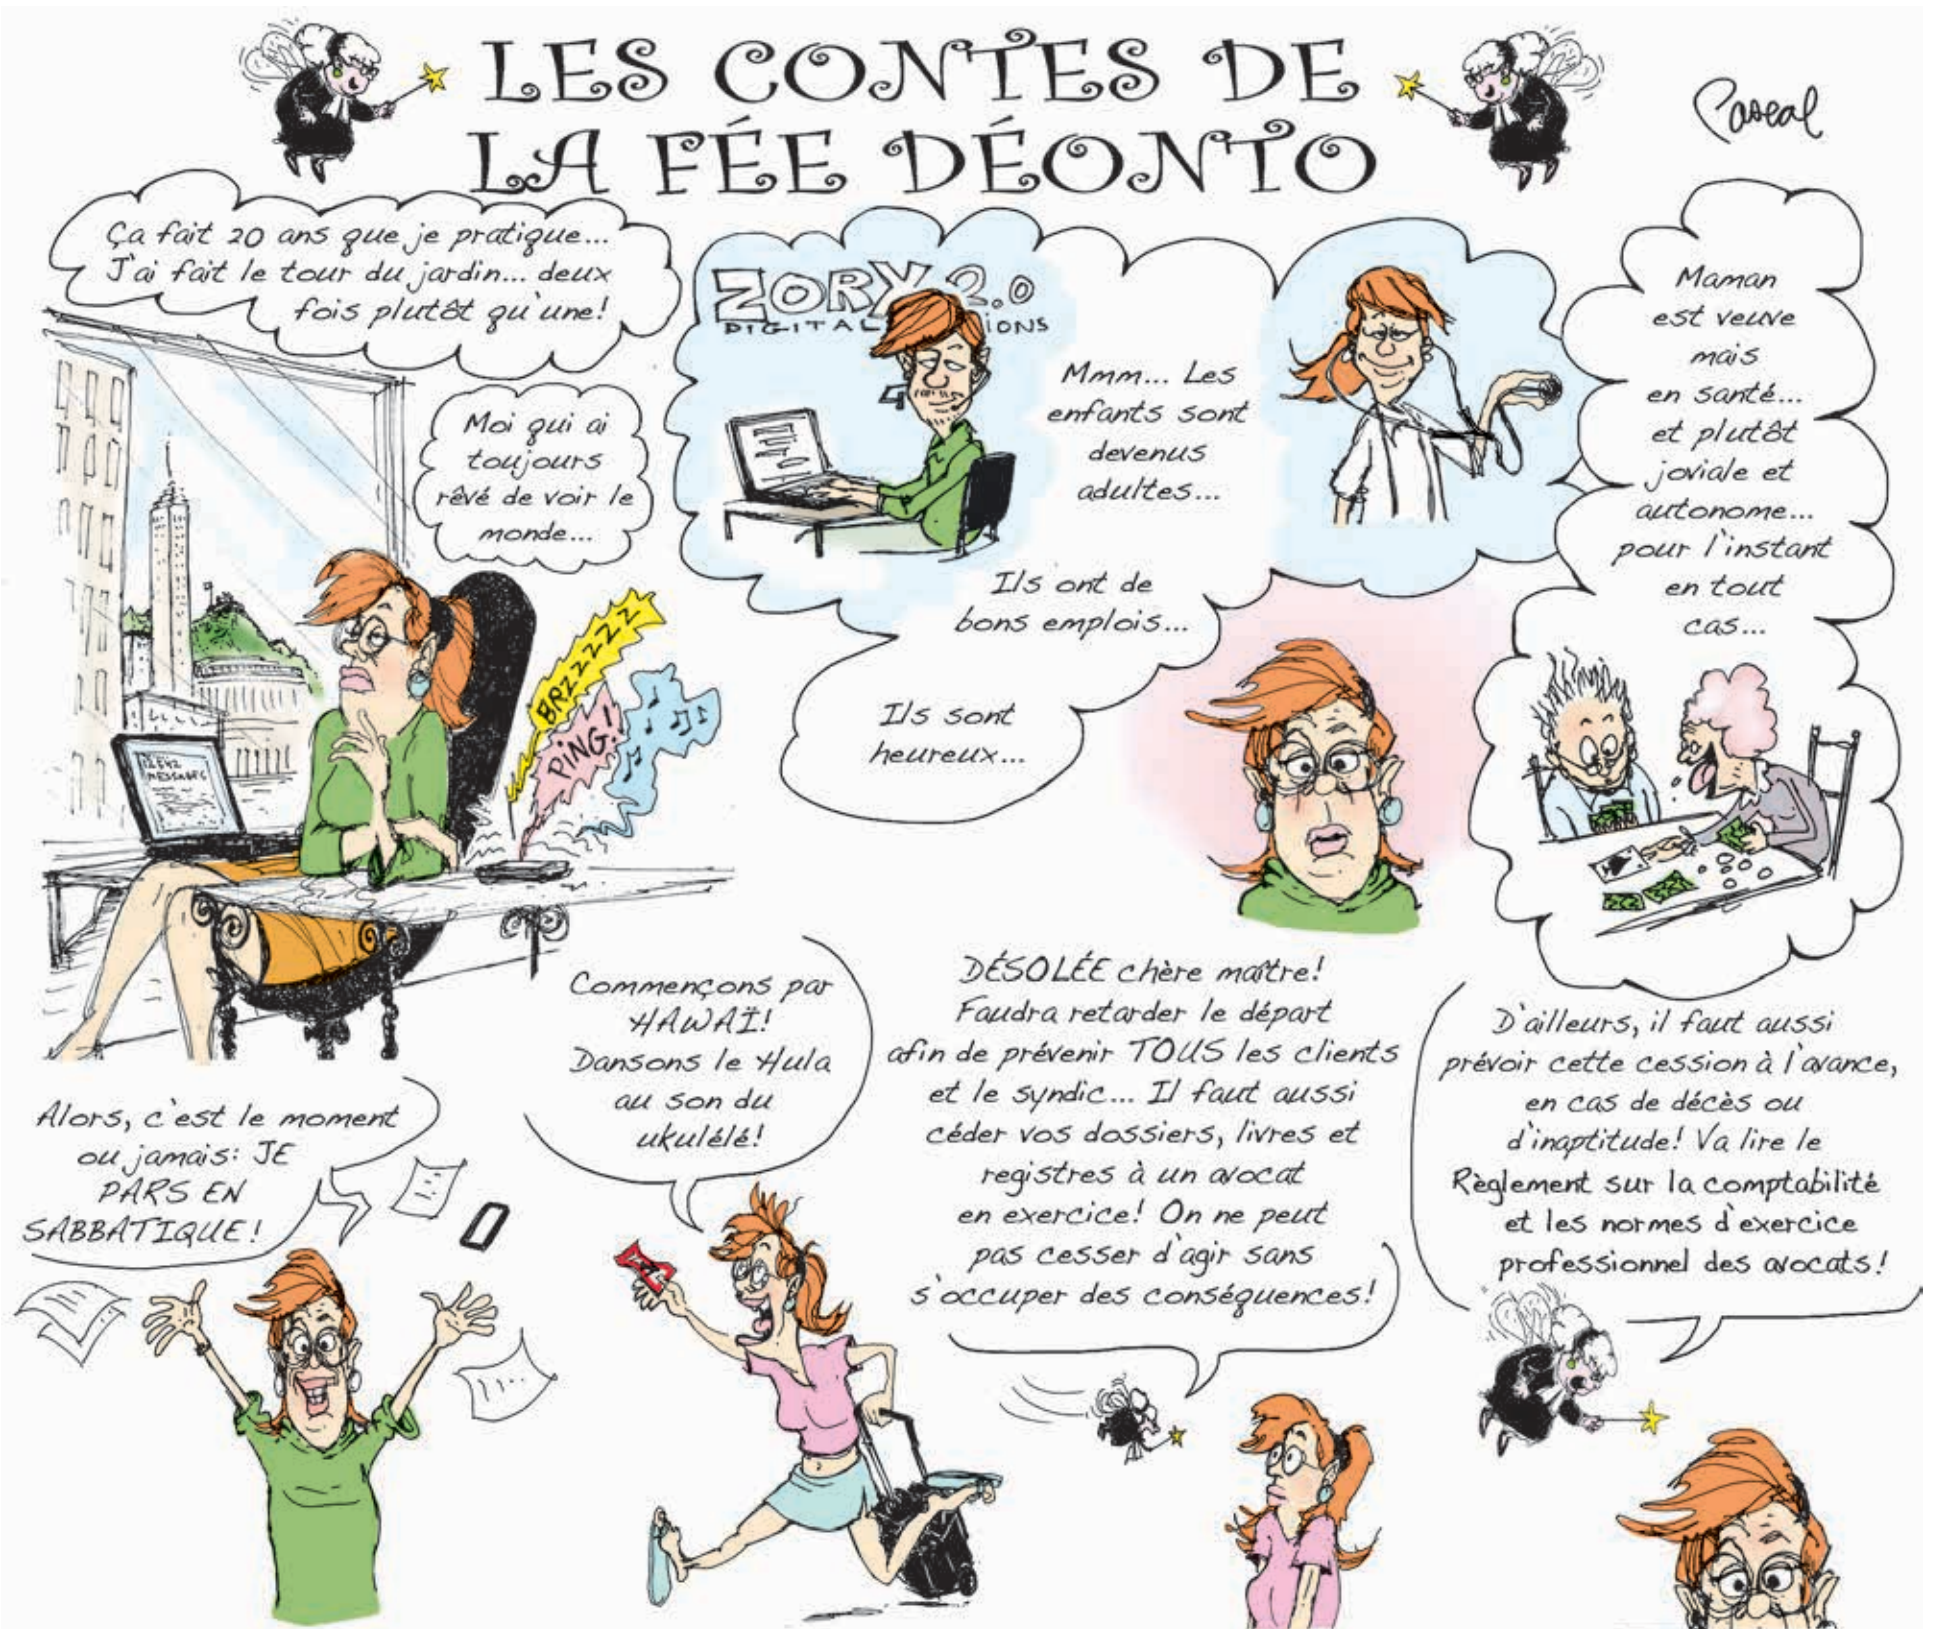 LES CONTES DE
LA FÉE DÉONTO
Pascal
Ça fait 20 ans que je pratique...
J'ai fait le tour du jardin... deux
fois plutôt qu'une!
Moi qui ai
toujours
rêvé de voir le
monde...
MESSAGES
BRZZZZZZ
PING!
ZORY 2.0
DIGITAL IONS
Mmm... Les
enfants sont
devenus
adultes...
Ils ont de
bons emplois...
Ils sont
heureux...
Maman
est veuve
mais
en santé...
et plutôt
joviale et
autonome...
pour l'instant
en tout
cas...
Alors, c'est le moment
ou jamais: JE
PARS EN
SABBATIQUE!
Commençons par
HAWAÏ!
Dansons le Hula
au son du
ukulélé!
DÉSOLÉE chère maître!
Faudra retarder le départ
afin de prévenir TOUS les clients
et le syndic... Il faut aussi
céder vos dossiers, livres et
registres à un avocat
en exercice! On ne peut
pas cesser d'agir sans
s'occuper des conséquences!
D'ailleurs, il faut aussi
prévoir cette cession à l'avance,
en cas de décès ou
d'inaptitude! Va lire le
Règlement sur la comptabilité
et les normes d'exercice
professionnel des avocats!